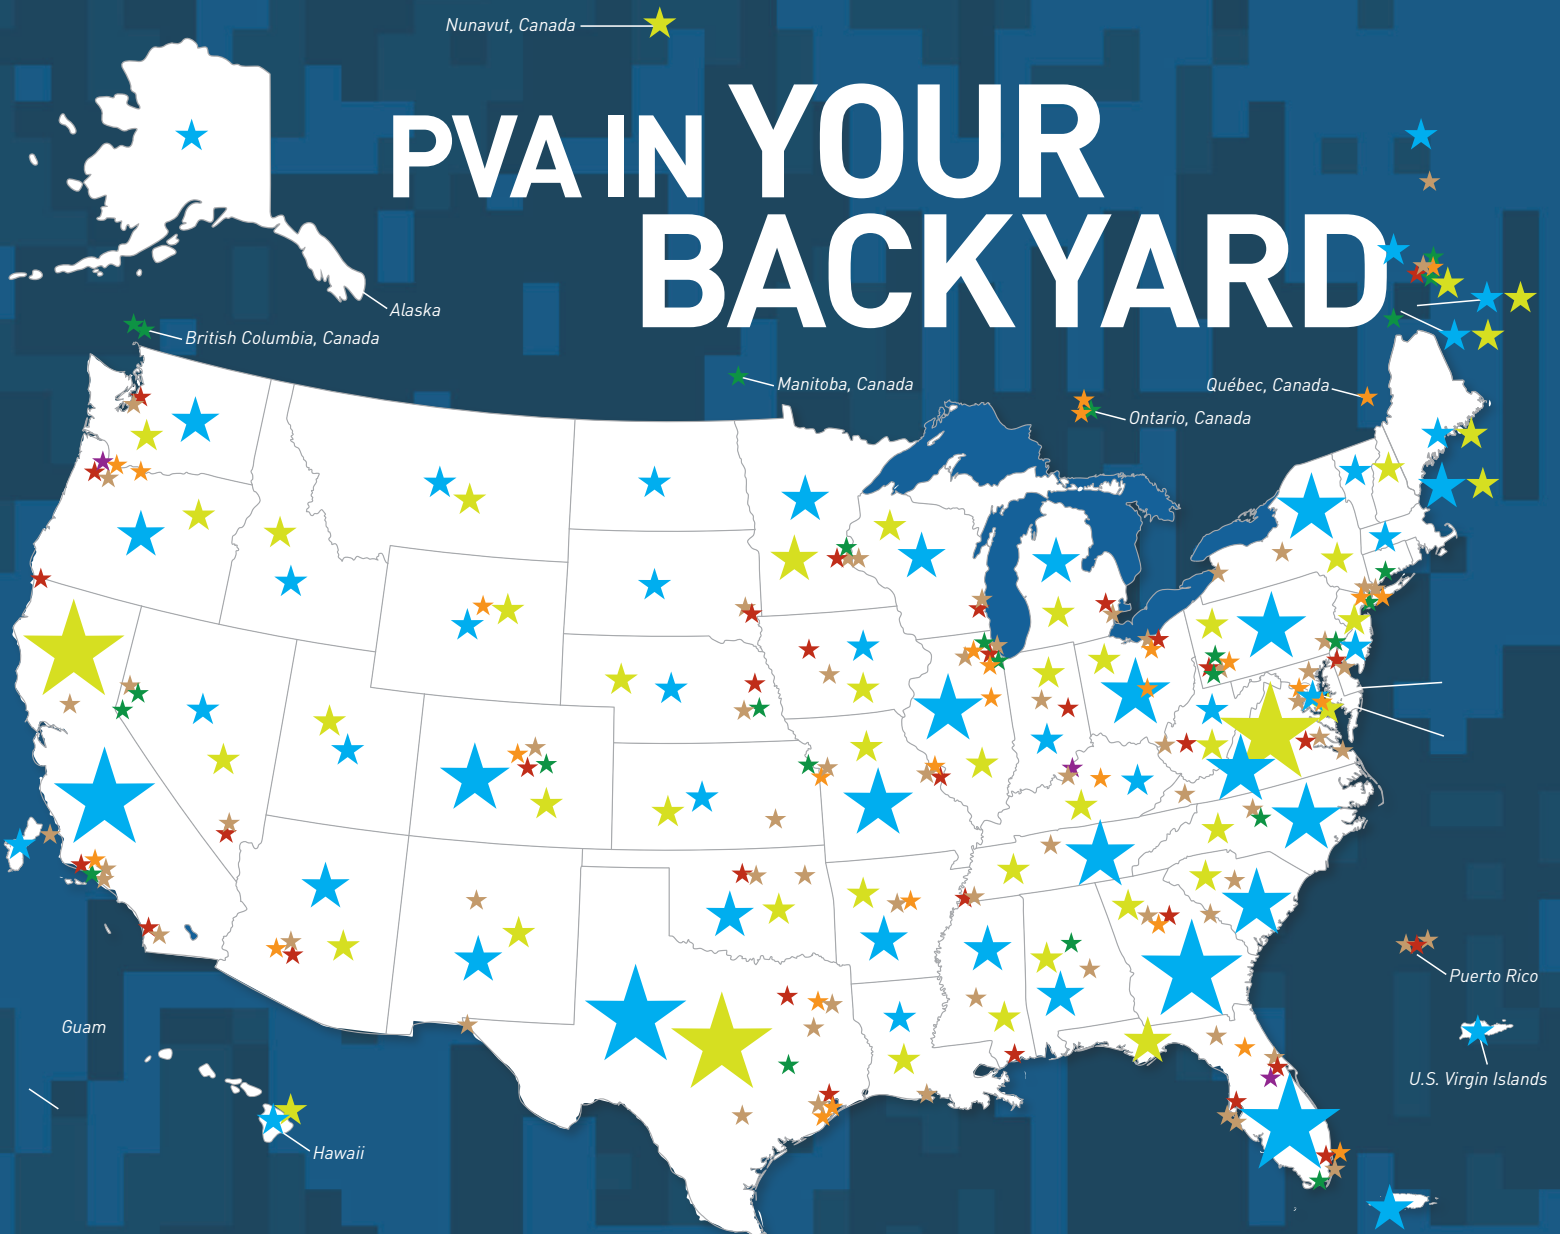 Nunavut, Canada
PVA IN YOUR
BACKYARD
Alaska
British Columbia, Canada
Manitoba, Canada
Québec, Canada
Ontario, Canada
Puerto Rico
Guam
U.S. Virgin Islands
Hawaii